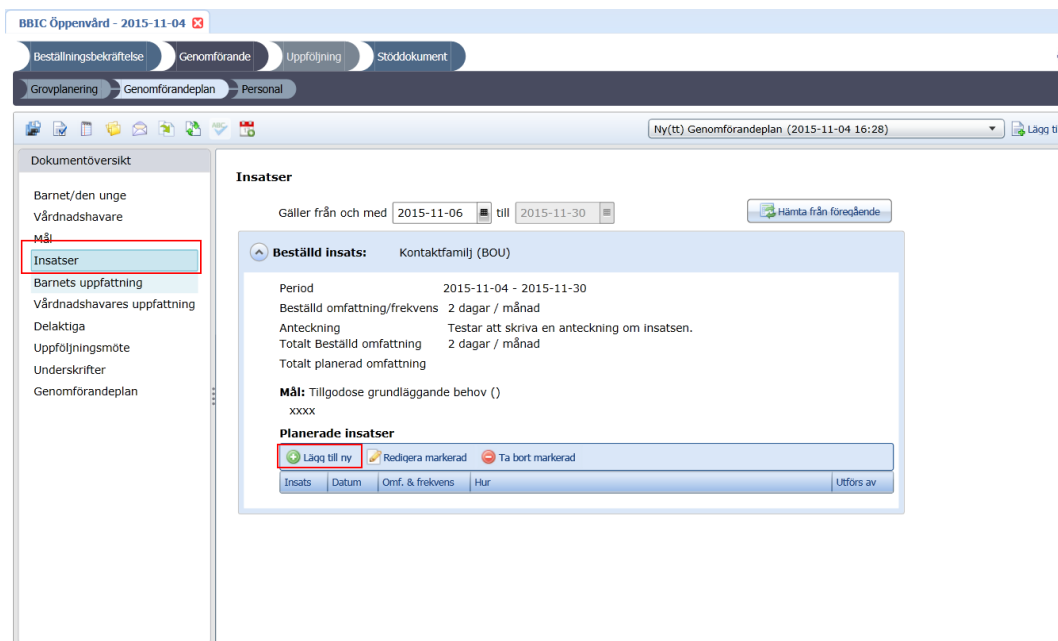 BBIC Öppenvård - 2015-11-04
Beställningsbekräftelse Genomförande Uppföljning Stöddokument
Grovplanering Genomförandeplan Personal
Ny(tt) Genomförandeplan (2015-11-04 16:28) Lägg ti
Dokumentöversikt
Barnet/den unge
Vårdnadshavare
Mål
Insatser
Barnets uppfattning
Vårdnadshavares uppfattning
Delaktiga
Uppföljningsmöte
Underskrifter
Genomförandeplan
Insatser
Gäller från och med 2015-11-06 till 2015-11-30 Hämta från föregående
Beställd insats: Kontaktfamilj (BOU)
Period 2015-11-04 - 2015-11-30
Beställd omfattning/frekvens 2 dagar / månad
Anteckning Testar att skriva en anteckning om insatsen.
Totalt Beställd omfattning 2 dagar / månad
Totalt planerad omfattning
Mål: Tillgodose grundläggande behov ()
xxxx
Planerade insatser
Lägg till ny Redigera markerad Ta bort markerad
Insats Datum Omf. & frekvens Hur Utförs av